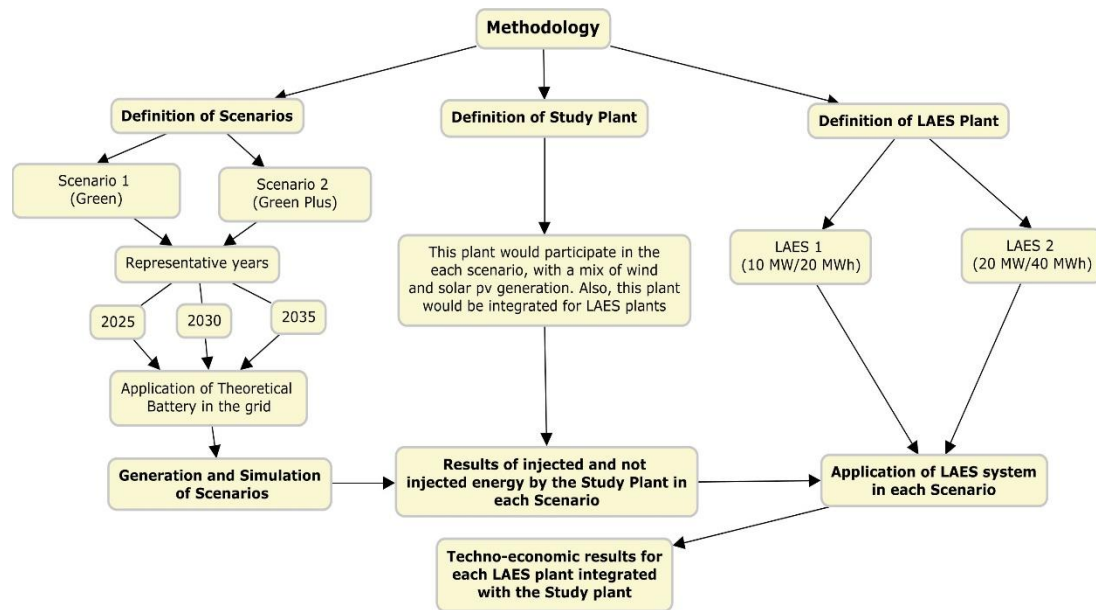 Methodology
Definition of Scenarios
Definition of Study Plant
Definition of LAES Plant
Scenario 1
(Green)
Scenario 2
(Green Plus)
Representative years
2025
2030
2035
Application of Theoretical
Battery in the grid
Generation and Simulation
of Scenarios
This plant would participate in the
each scenario, with a mix of wind
and solar pv generation. Also, this plant
would be integrated for LAES plants
Results of injected and not
injected energy by the Study Plant in
each Scenario
LAES 1
(10 MW/20 MWh)
LAES 2
(20 MW/40 MWh)
Application of LAES system
in each Scenario
Techno-economic results for
each LAES plant integrated
with the Study plant